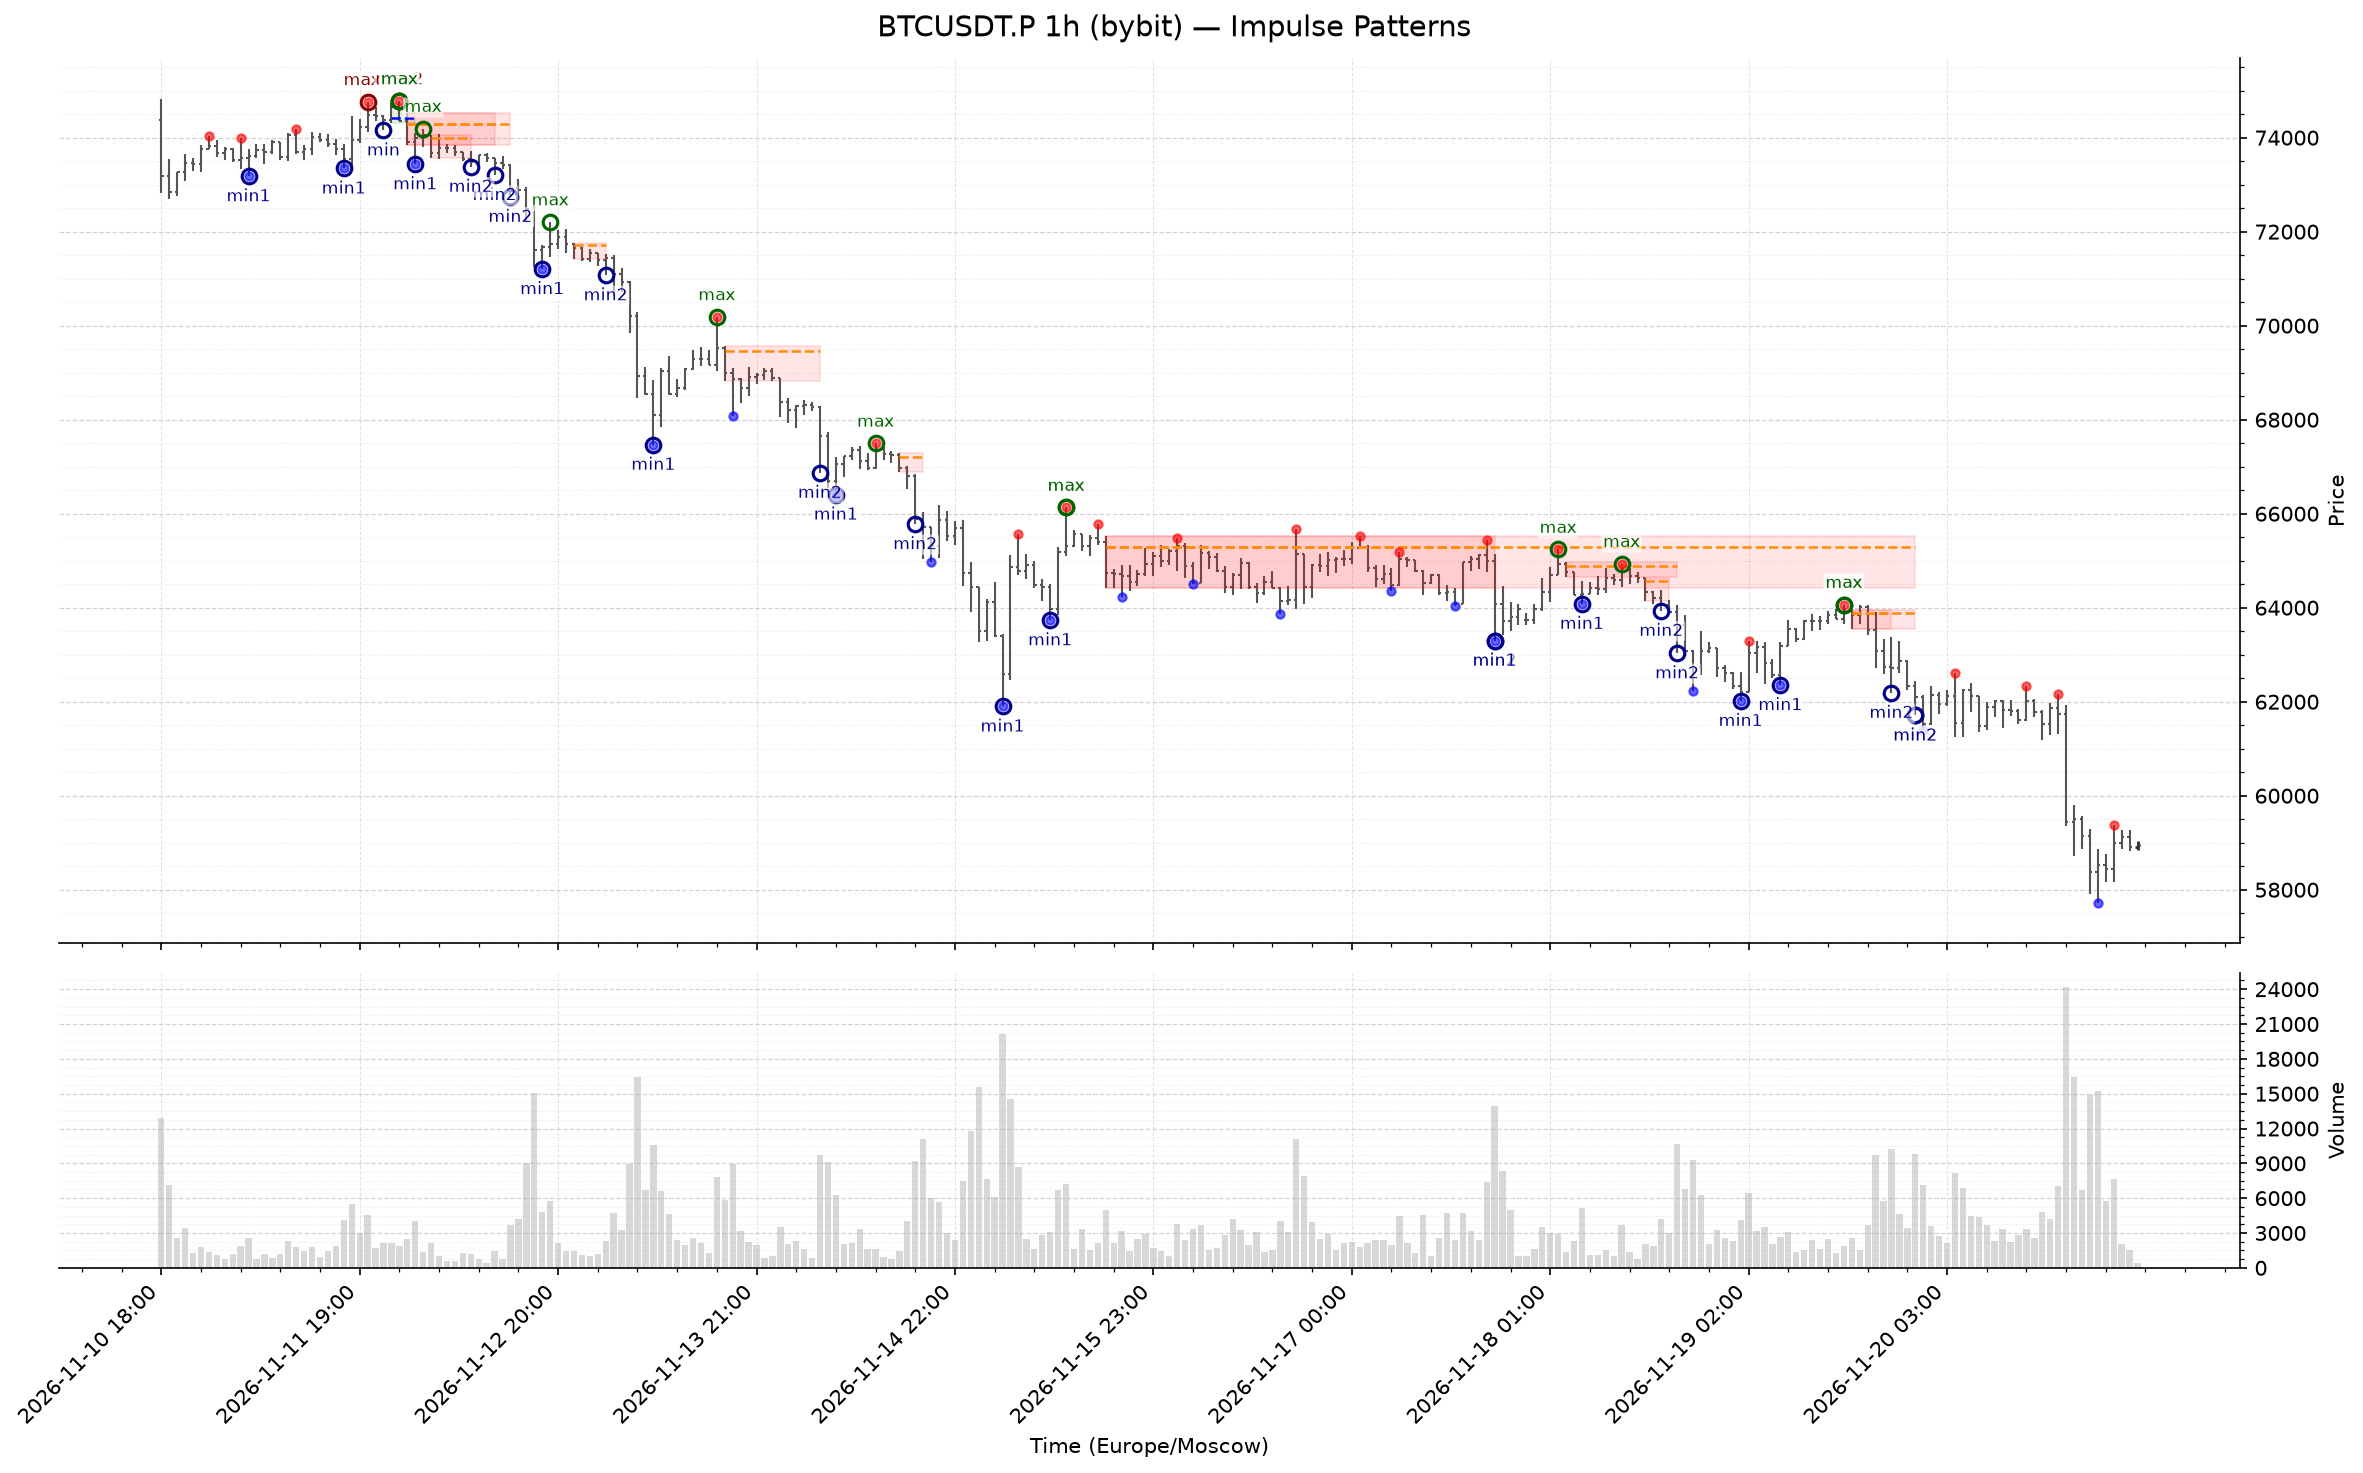 BTCUSDT.P 1h (bybit) — Impulse Patterns
max
max
max
min
min1
min1
min1
min2
min2
min2
max
min1
min2
max
min1
max
min2
min1
min2
max
min1
min1
max
max
min1
min1
min2
min2
max
min1
min1
min2
min2
74000
72000
70000
68000
66000
64000
62000
60000
58000
Price
24000
21000
18000
15000
12000
9000
6000
3000
0
Volume
2026-11-10 18:00
2026-11-11 19:00
2026-11-12 20:00
2026-11-13 21:00
2026-11-14 22:00
2026-11-15 23:00
2026-11-17 00:00
2026-11-18 01:00
2026-11-19 02:00
2026-11-20 03:00
Time (Europe/Moscow)